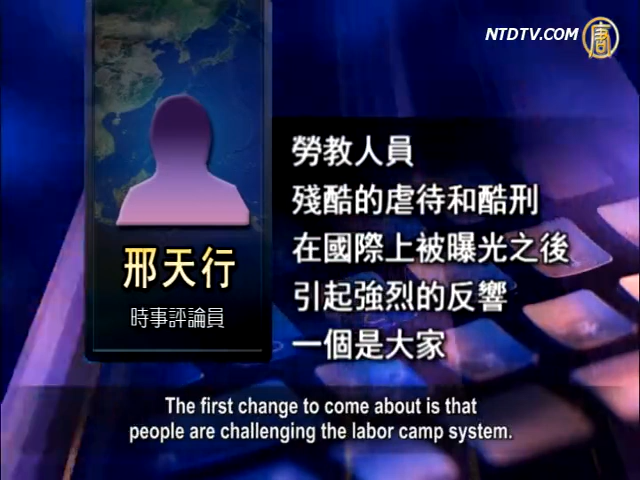 NTDTV.COM
唐
勞教人員
殘酷的虐待和酷刑
在國際上被曝光之後
引起強烈的反響
一個是大家
邢天行
時事評論員
The first change to come about is that
people are challenging the labor camp system.